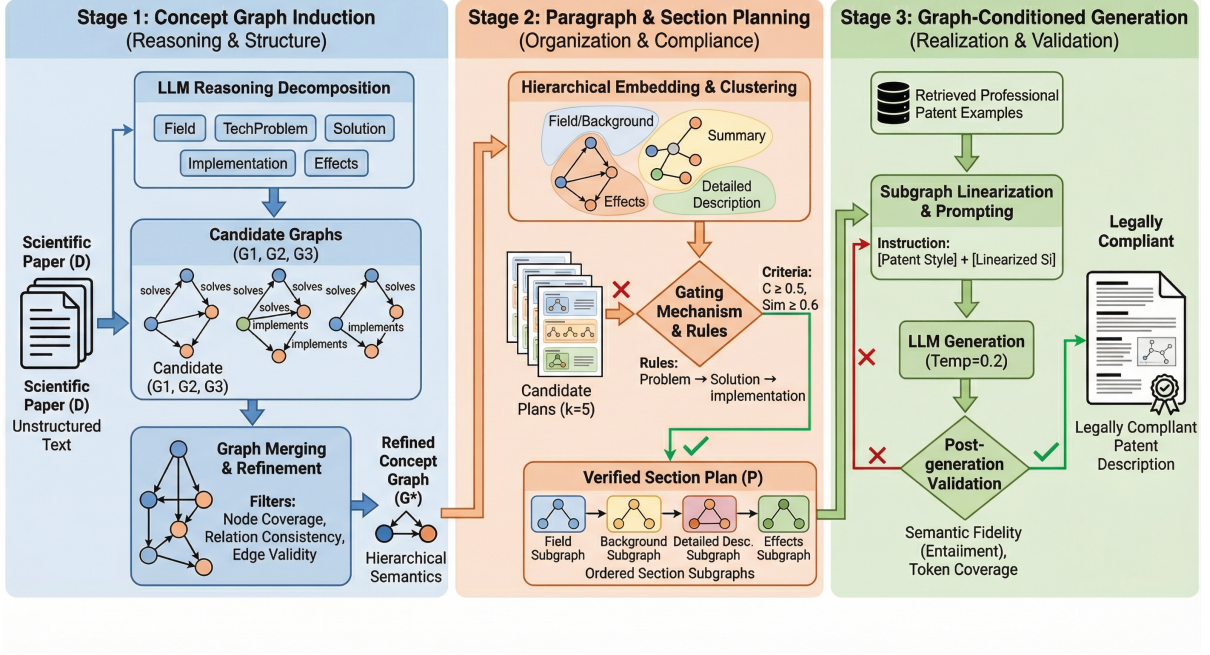 Stage 1: Concept Graph Induction
(Reasoning & Structure)
LLM Reasoning Decomposition
Field
TechProblem
Solution
Implementation
Effects
Scientific
Paper (D)
Scientific
Paper (D)
Unstructured
Text
Candidate Graphs
(G1, G2, G3)
solves
solves
solves
solves
solves
solves
implements
implements
implements
Candidate
(G1, G2, G3)
Graph Merging
& Refinement
Filters:
Node Coverage,
Relation Consistency,
Edge Validity
Refined
Concept
Graph
(G*)
Hierarchical
Semantics
Stage 2: Paragraph & Section Planning
(Organization & Compliance)
Hierarchical Embedding & Clustering
Field/Background
Summary
Effects
Detailed
Description
Candidate
Plans (k=5)
Gating
Mechanism
& Rules
Criteria:
C ≥ 0.5,
Sim ≥ 0.6
Rules:
Problem → Solution →
implementation
Verified Section Plan (P)
Field
Subgraph
Background
Subgraph
Detailed Desc.
Subgraph
Effects
Subgraph
Ordered Section Subgraphs
Stage 3: Graph-Conditioned Generation
(Realization & Validation)
Retrieved Professional
Patent Examples
Subgraph Linearization
& Prompting
Instruction:
[Patent Style] + [Linearized Si]
LLM Generation
(Temp=0.2)
Post-
generation
Validation
Semantic Fidelity
(Entaiiment),
Token Coverage
Legally
Compliant
Legally Compllant
Patent
Description